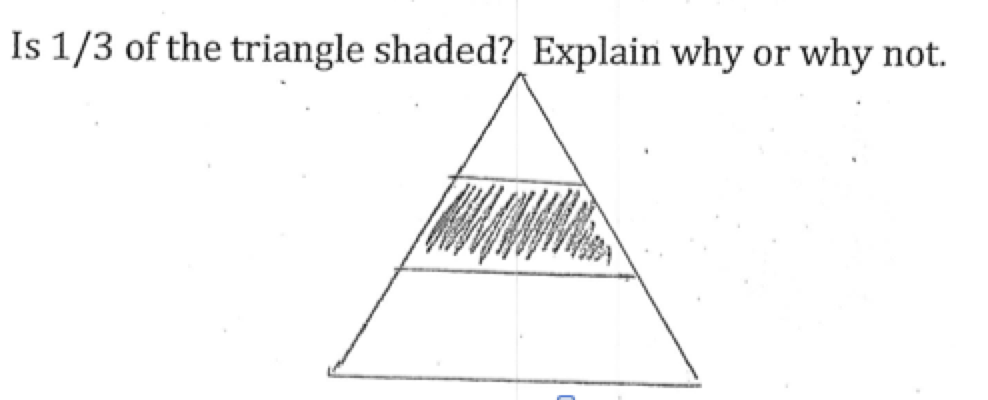 Is 1/3 of the triangle shaded? Explain why or why not.